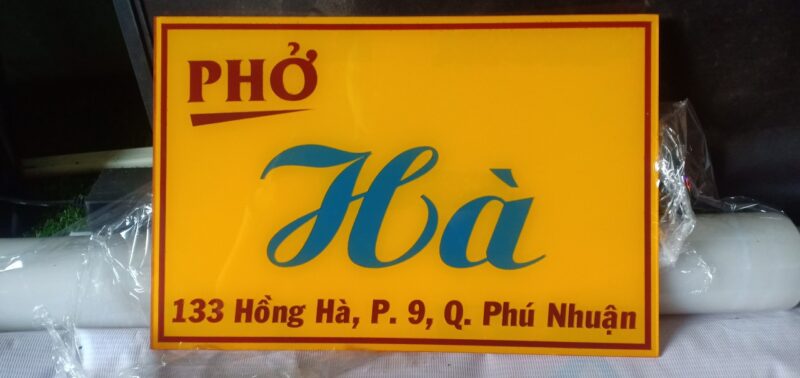 PHỞ
Hà
133 Hồng Hà, P. 9, Q. Phú Nhuận